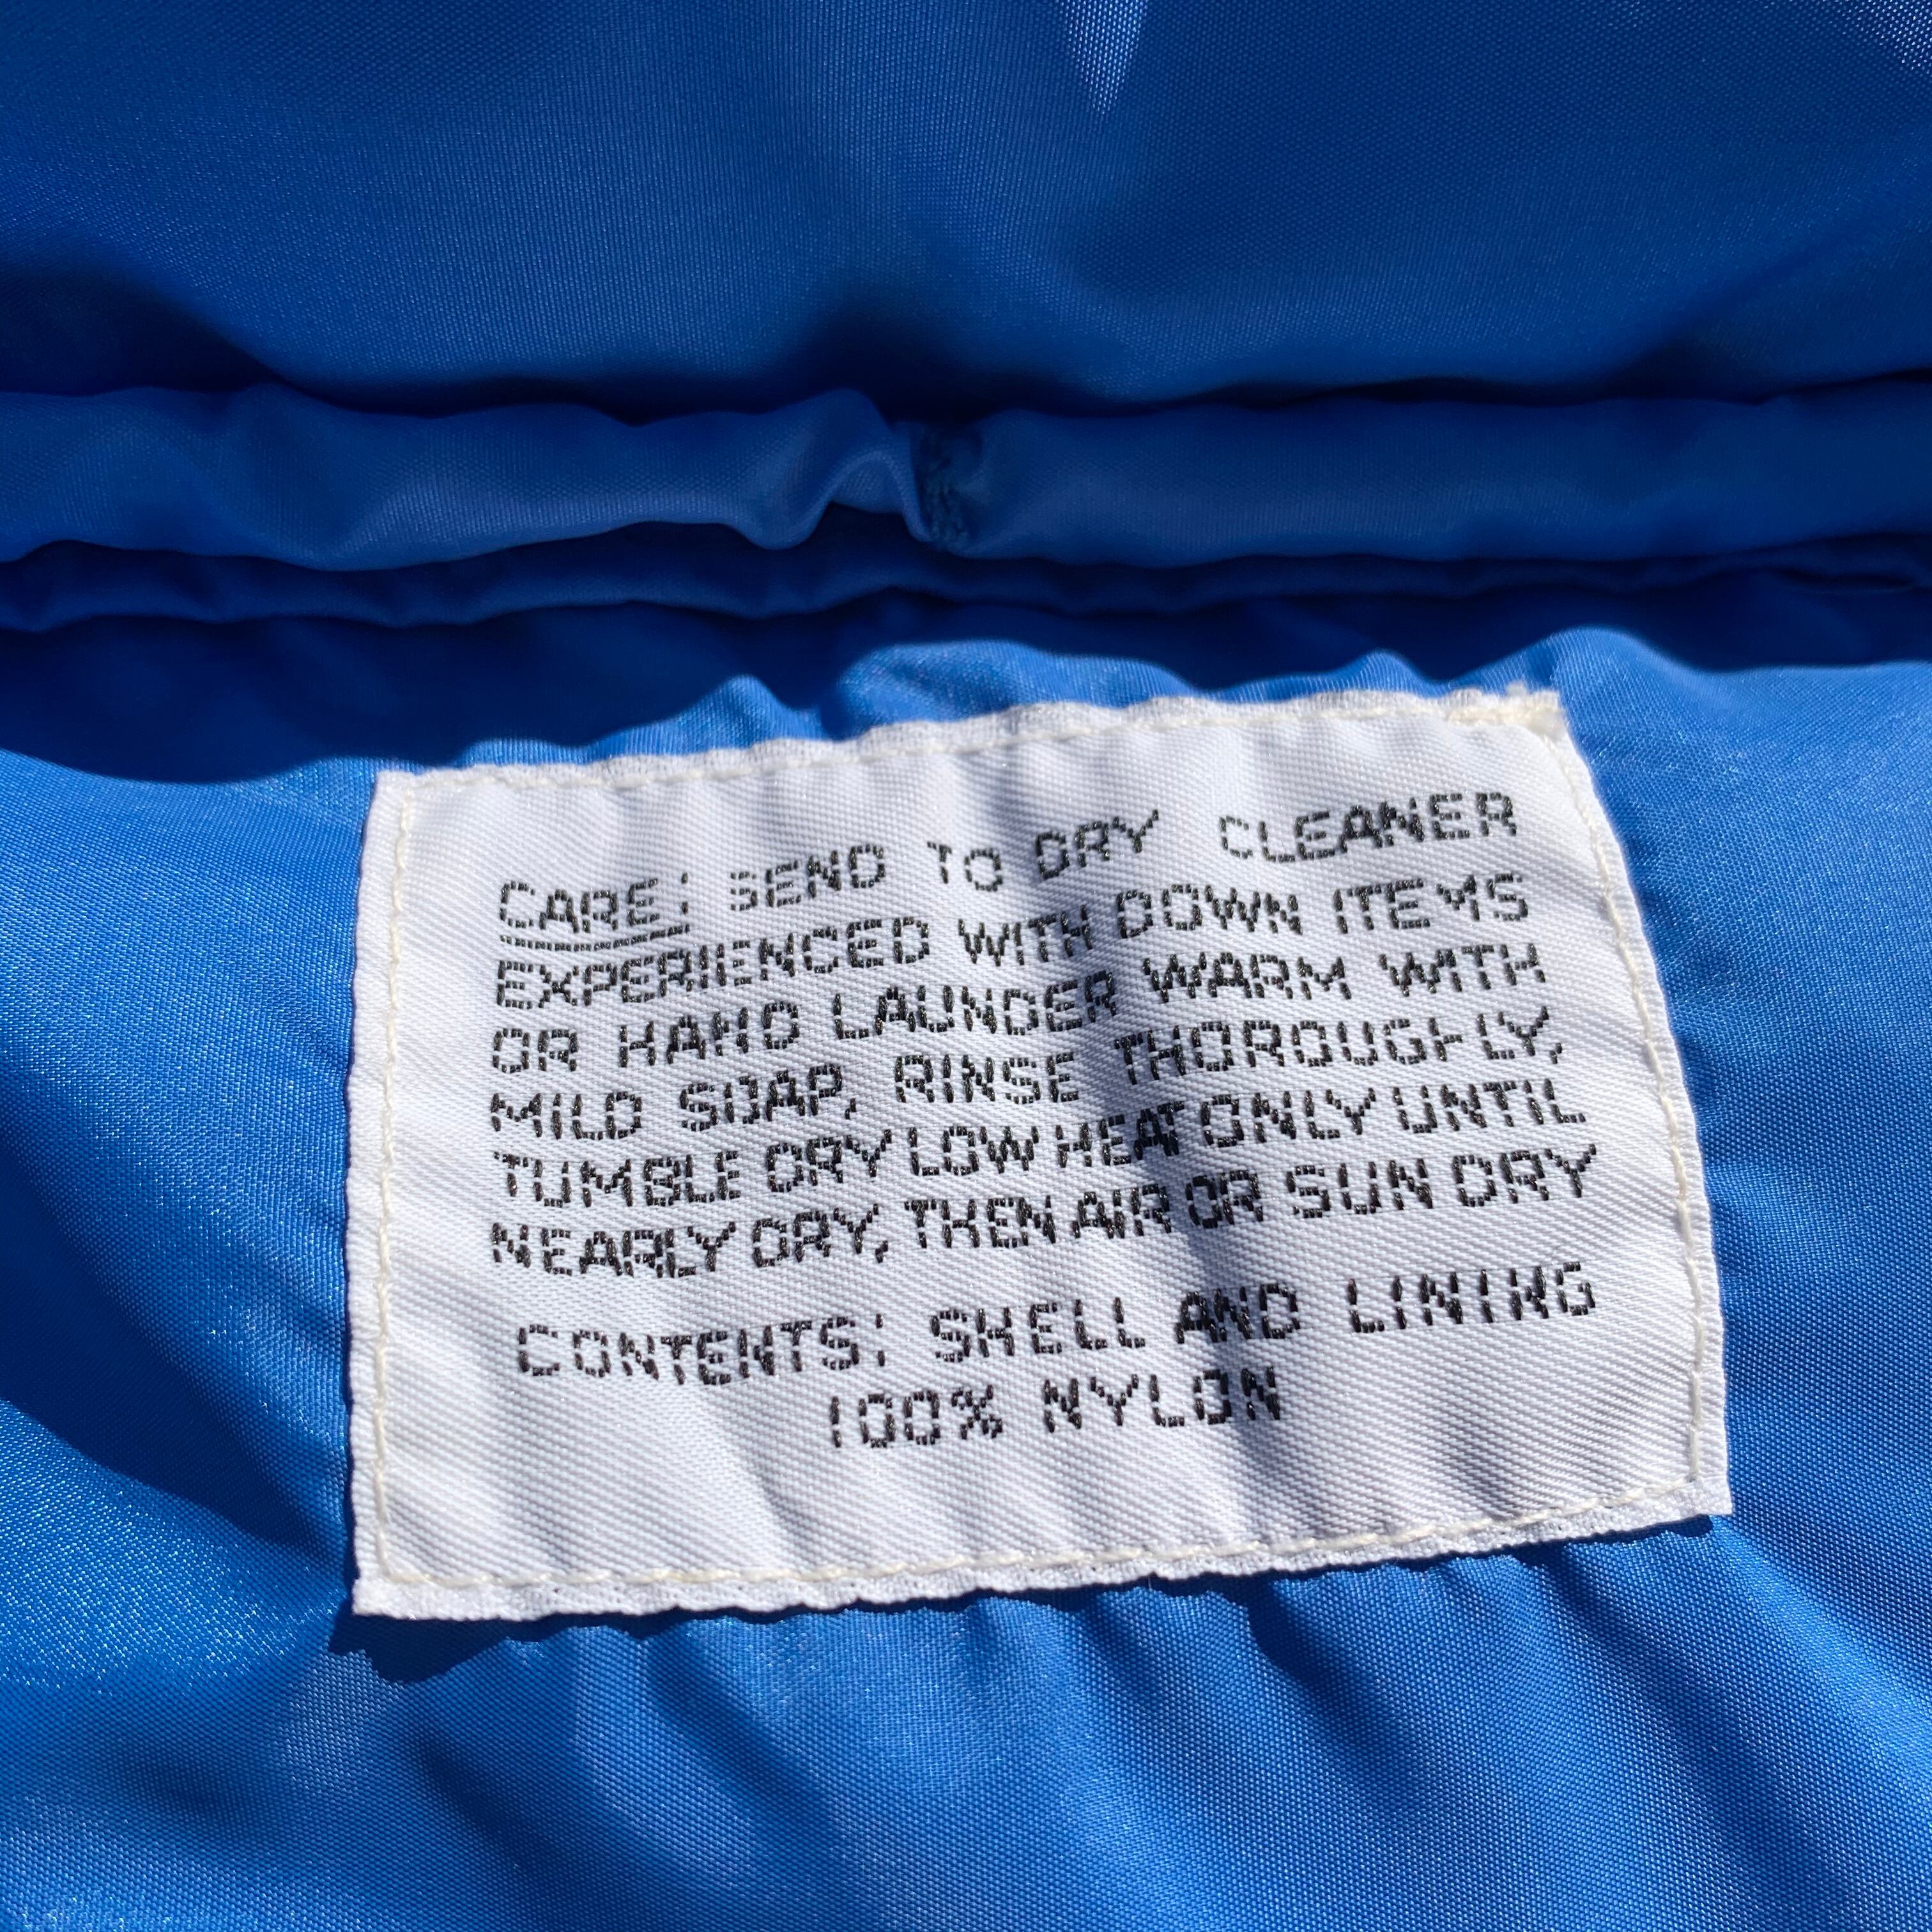 CARE: SEND TO DRY CLEANER
EXPERIENCED WITH DOWN ITEMS
OR HAND LAUNDER WARM WITH
MILD SOAP, RINSE THOROUGHLY,
TUMBLE DRY LOW HEAT ONLY UNTIL
NEARLY DRY, THEN AIR OR SUN DRY
CONTENTS: SHELL AND LINING
100% NYLON